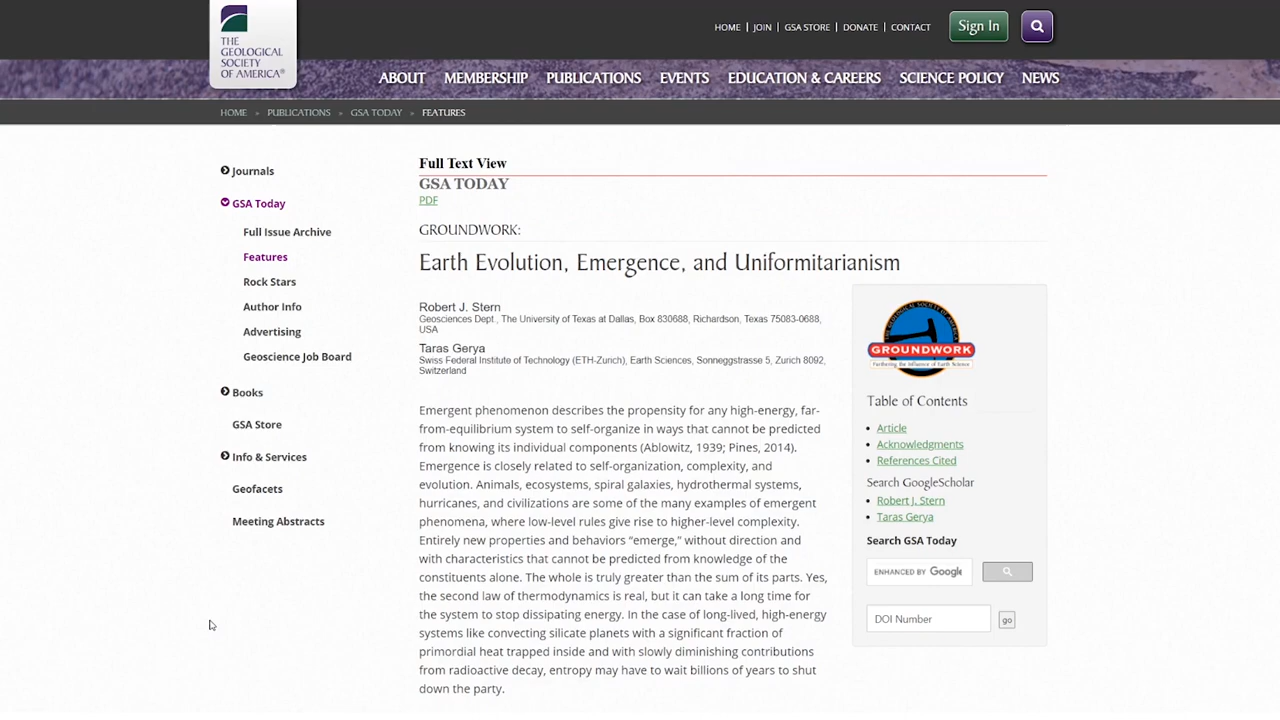 THE
GEOLOGICAL
SOCIETY
OF AMERICA®
HOME | JOIN | GSA STORE | DONATE | CONTACT
Sign In
ABOUT MEMBERSHIP PUBLICATIONS EVENTS EDUCATION & CAREERS SCIENCE POLICY NEWS
HOME » PUBLICATIONS » GSA TODAY » FEATURES
Journals
GSA Today
Full Issue Archive
Features
Rock Stars
Author Info
Advertising
Geoscience Job Board
Books
GSA Store
Info & Services
Geofacets
Meeting Abstracts
Full Text View
GSA TODAY
PDF
GROUNDWORK:
Earth Evolution, Emergence, and Uniformitarianism
Robert J. Stern
Geosciences Dept., The University of Texas at Dallas, Box 830688, Richardson, Texas 75083-0688,
USA
Taras Gerya
Swiss Federal Institute of Technology (ETH-Zurich), Earth Sciences, Sonneggstrasse 5, Zurich 8092,
Switzerland
Emergent phenomenon describes the propensity for any high-energy, far-
from-equilibrium system to self-organize in ways that cannot be predicted
from knowing its individual components (Ablowitz, 1939; Pines, 2014).
Emergence is closely related to self-organization, complexity, and
evolution. Animals, ecosystems, spiral galaxies, hydrothermal systems,
hurricanes, and civilizations are some of the many examples of emergent
phenomena, where low-level rules give rise to higher-level complexity.
Entirely new properties and behaviors “emerge,” without direction and
with characteristics that cannot be predicted from knowledge of the
constituents alone. The whole is truly greater than the sum of its parts. Yes,
the second law of thermodynamics is real, but it can take a long time for
the system to stop dissipating energy. In the case of long-lived, high-energy
systems like convecting silicate planets with a significant fraction of
primordial heat trapped inside and with slowly diminishing contributions
from radioactive decay, entropy may have to wait billions of years to shut
down the party.
THE GEOLOGICAL SOCIETY OF AMERICA
GROUNDWORK
Furthering the Influence of Earth Science
Table of Contents
Article
Acknowledgments
References Cited
Search GoogleScholar
Robert J. Stern
Taras Gerya
Search GSA Today
ENHANCED BY Google
DOI Number
go